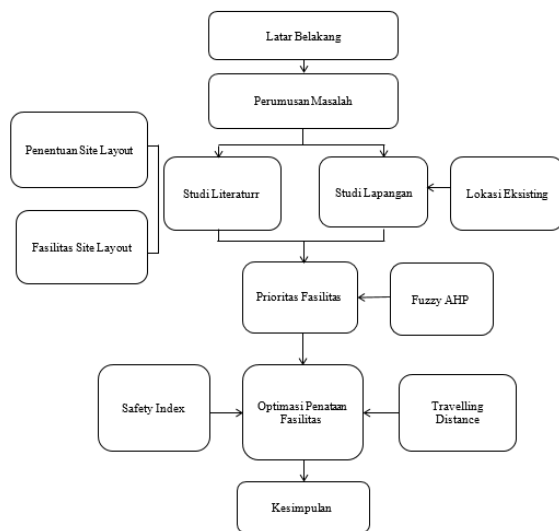 Latar Belakang
Perumusan Masalah
Penentuan Site Layout
Studi Literaturr
Studi Lapangan
Lokasi Eksisting
Fasilitas Site Layout
Prioritas Fasilitas
Fuzzy AHP
Safety Index
Optimasi Penataan
Fasilitas
Travelling
Distance
Kesimpulan